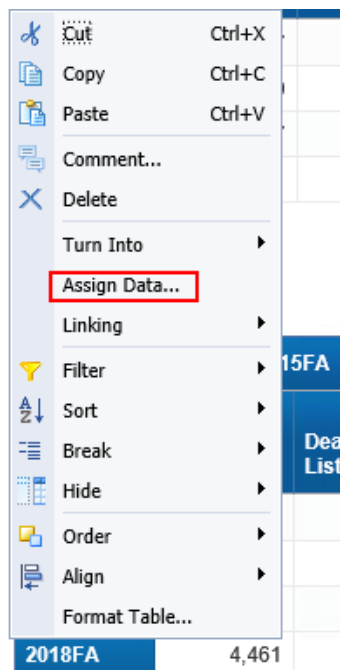 Cut Ctrl+X
Copy Ctrl+C
Paste Ctrl+V
Comment...
Delete
Turn Into
Assign Data...
Linking
Filter
15FA
Sort
Break
Dea
List
Hide
Order
Align
Format Table...
2018FA 4,461